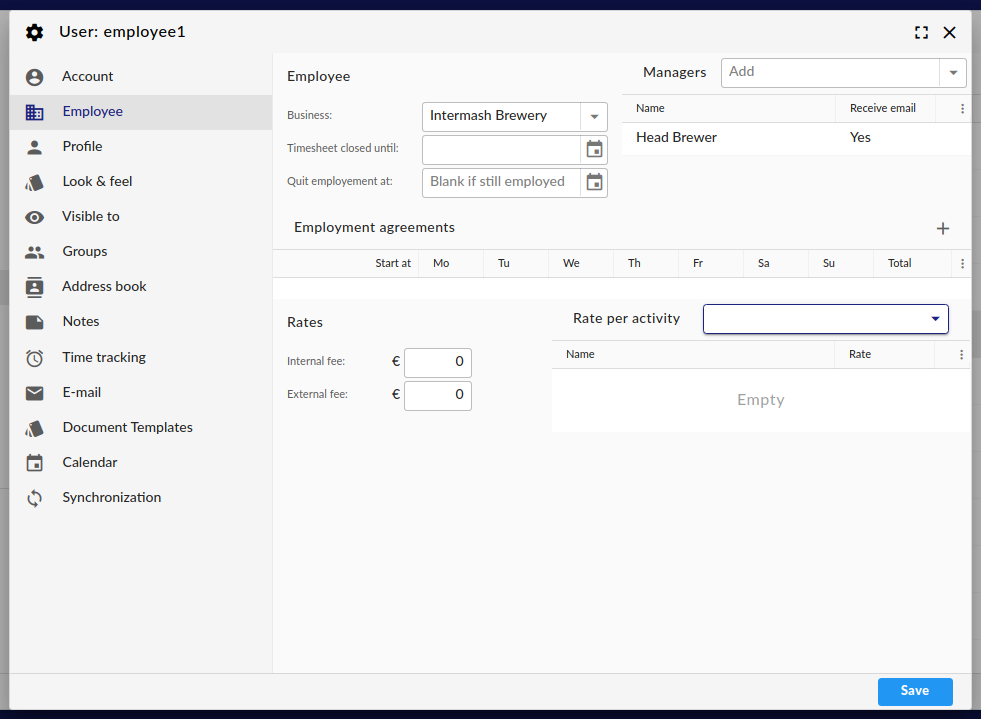 User: employee1
Account
Employee
Profile
Look & feel
Visible to
Groups
Address book
Notes
Time tracking
E-mail
Document Templates
Calendar
Synchronization
Employee
Business:
Intermash Brewery
Timesheet closed until:
Quit employement at:
Blank if still employed
Managers
Add
Name Receive email
Head Brewer Yes
Employment agreements
Start at Mo Tu We Th Fr Sa Su Total
Rates
Internal fee: € 0
External fee: € 0
Rate per activity
Name Rate
Empty
Save